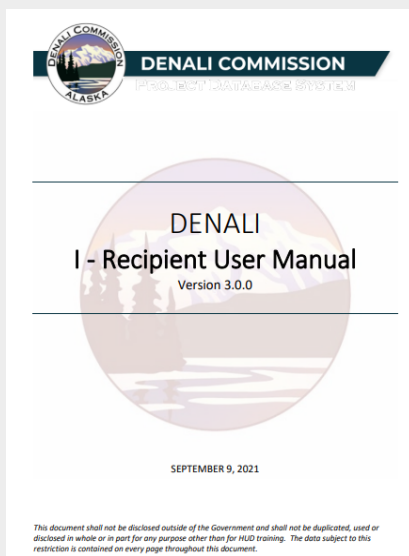 DENALI COMMISSION
ALASKA
DENALI COMMISSION
PROJECT DATABASE SYSTEM
DENALI
I - Recipient User Manual
Version 3.0.0
SEPTEMBER 9, 2021
This document shall not be disclosed outside of the Government and shall not be duplicated, used or
disclosed in whole or in part for any purpose other than for HUD training.  The data subject to this
restriction is contained on every page throughout this document.